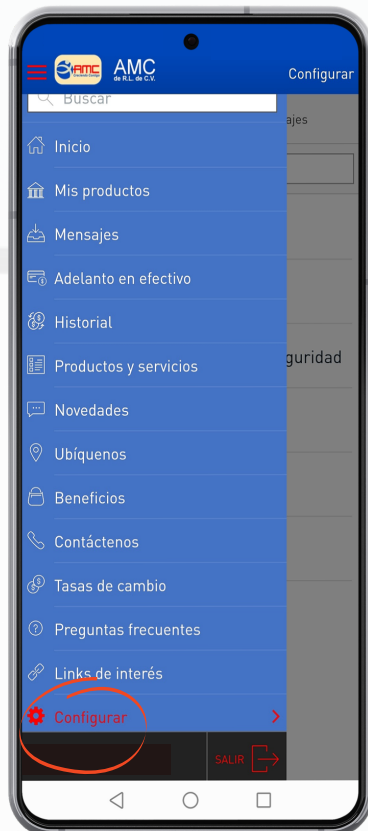 AMC
AMC
de R.L. de C.V.
Configurar
Buscar
ajes
Inicio
Mis productos
Mensajes
Adelanto en efectivo
Historial
guridad
Productos y servicios
Novedades
Ubíquenos
Beneficios
Contáctenos
Tasas de cambio
Preguntas frecuentes
Links de interés
Configurar
SALIR